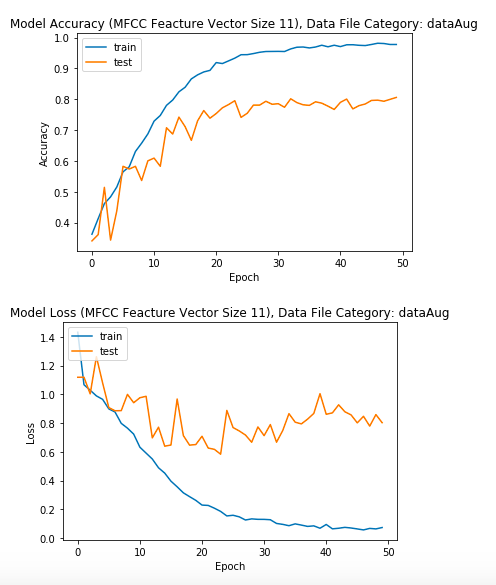 Model Accuracy (MFCC Feacture Vector Size 11), Data File Category: dataAug
1.0
train
test
0.9
0.8
0.7
Accuracy
0.6
0.5
0.4
0 10 20 30 40 50
Epoch
Model Loss (MFCC Feacture Vector Size 11), Data File Category: dataAug
1.4
train
test
1.2
1.0
0.8
Loss
0.6
0.4
0.2
0.0
0 10 20 30 40 50
Epoch